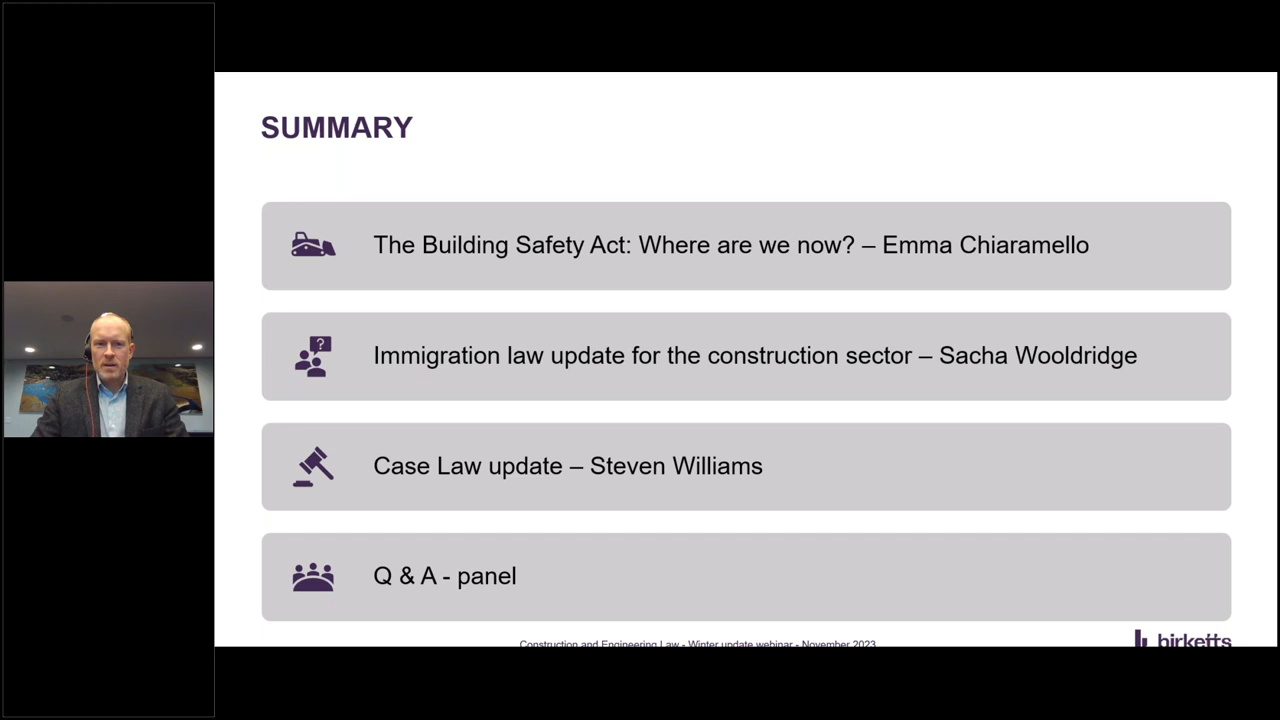 SUMMARY
The Building Safety Act: Where are we now? – Emma Chiaramello
?
Immigration law update for the construction sector – Sacha Wooldridge
Case Law update – Steven Williams
Q & A - panel
Construction and Engineering Law - Winter update webinar - November 2023
birketts